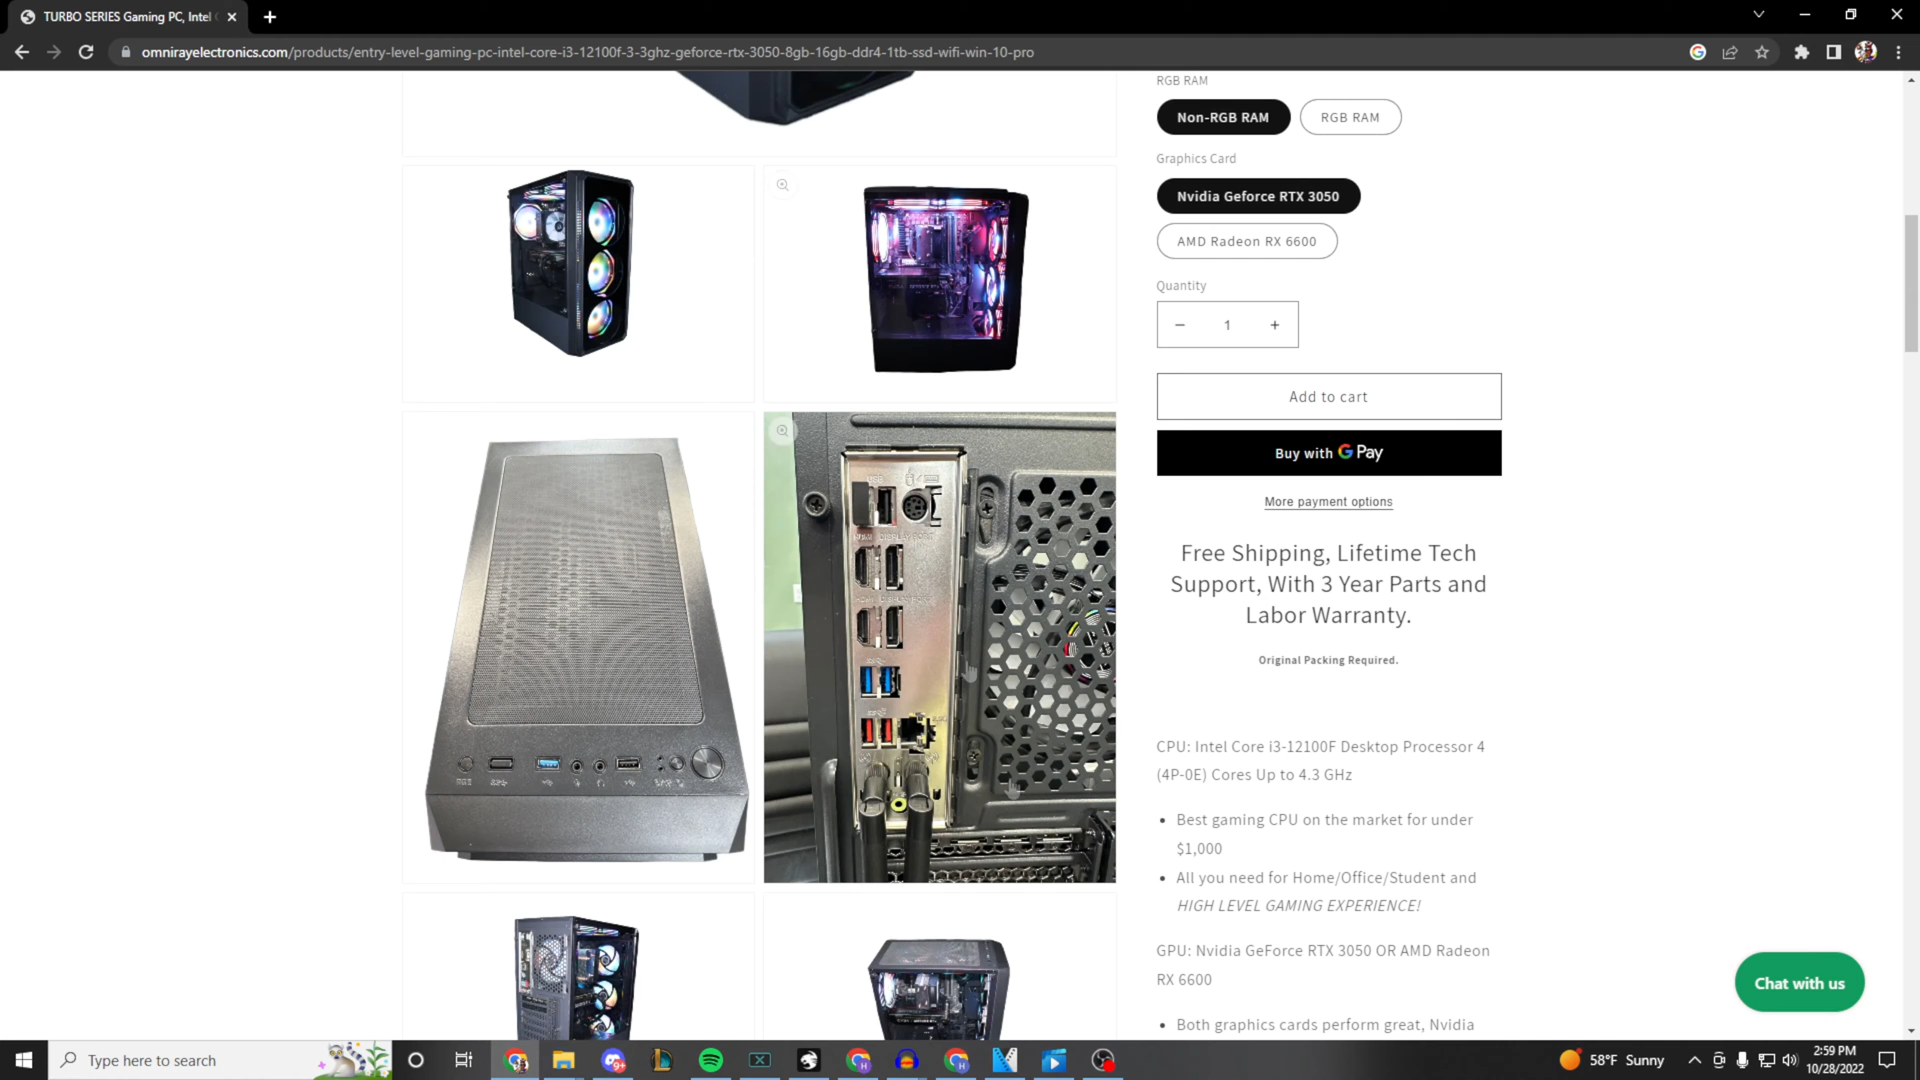 TURBO SERIES Gaming PC, Intel C
omnirayelectronics.com/products/entry-level-gaming-pc-intel-core-i3-12100f-3-3ghz-geforce-rtx-3050-8gb-16gb-ddr4-1tb-ssd-wifi-win-10-pro
RGB RAM
Non-RGB RAM
RGB RAM
Graphics Card
Nvidia Geforce RTX 3050
AMD Radeon RX 6600
Quantity
− 1 +
Add to cart
Buy with G Pay
More payment options
Free Shipping, Lifetime Tech
Support, With 3 Year Parts and
Labor Warranty.
Original Packing Required.
CPU: Intel Core i3-12100F Desktop Processor 4
(4P-0E) Cores Up to 4.3 GHz
• Best gaming CPU on the market for under
$1,000
• All you need for Home/Office/Student and
HIGH LEVEL GAMING EXPERIENCE!
GPU: Nvidia GeForce RTX 3050 OR AMD Radeon
RX 6600
• Both graphics cards perform great, Nvidia
Chat with us
Type here to search
9+
58°F Sunny
2:59 PM
10/28/2022